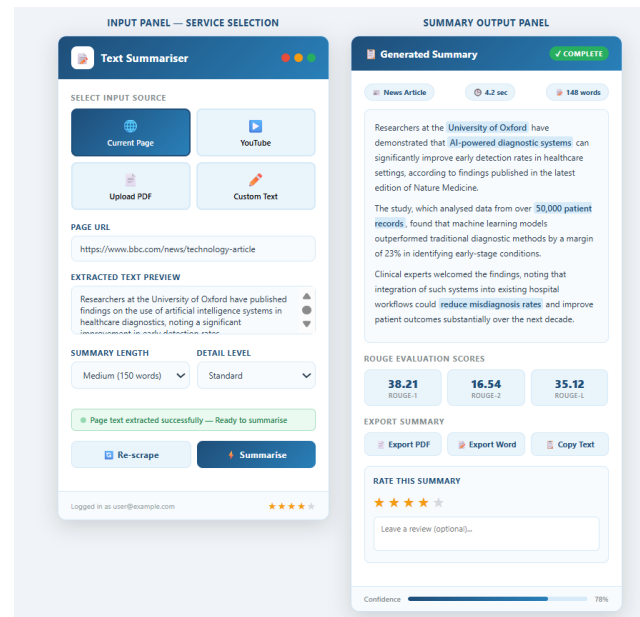 INPUT PANEL — SERVICE SELECTION
Text Summariser
SELECT INPUT SOURCE
Current Page
YouTube
Upload PDF
Custom Text
PAGE URL
https://www.bbc.com/news/technology-article
EXTRACTED TEXT PREVIEW
Researchers at the University of Oxford have published
findings on the use of artificial intelligence systems in
healthcare diagnostics, noting a significant
improvement in early detection rates
SUMMARY LENGTH
DETAIL LEVEL
Medium (150 words)
Standard
Page text extracted successfully — Ready to summarise
Re-scrape
Summarise
Logged in as user@example.com
SUMMARY OUTPUT PANEL
Generated Summary
✓ COMPLETE
News Article
4.2 sec
148 words
Researchers at the University of Oxford have
demonstrated that AI-powered diagnostic systems can
significantly improve early detection rates in healthcare
settings, according to findings published in the latest
edition of Nature Medicine.
The study, which analysed data from over 50,000 patient
records, found that machine learning models
outperformed traditional diagnostic methods by a margin
of 23% in identifying early-stage conditions.
Clinical experts welcomed the findings, noting that
integration of such systems into existing hospital
workflows could reduce misdiagnosis rates and improve
patient outcomes substantially over the next decade.
ROUGE EVALUATION SCORES
38.21
ROUGE-1
16.54
ROUGE-2
35.12
ROUGE-L
EXPORT SUMMARY
Export PDF
Export Word
Copy Text
RATE THIS SUMMARY
Leave a review (optional)...
Confidence
78%